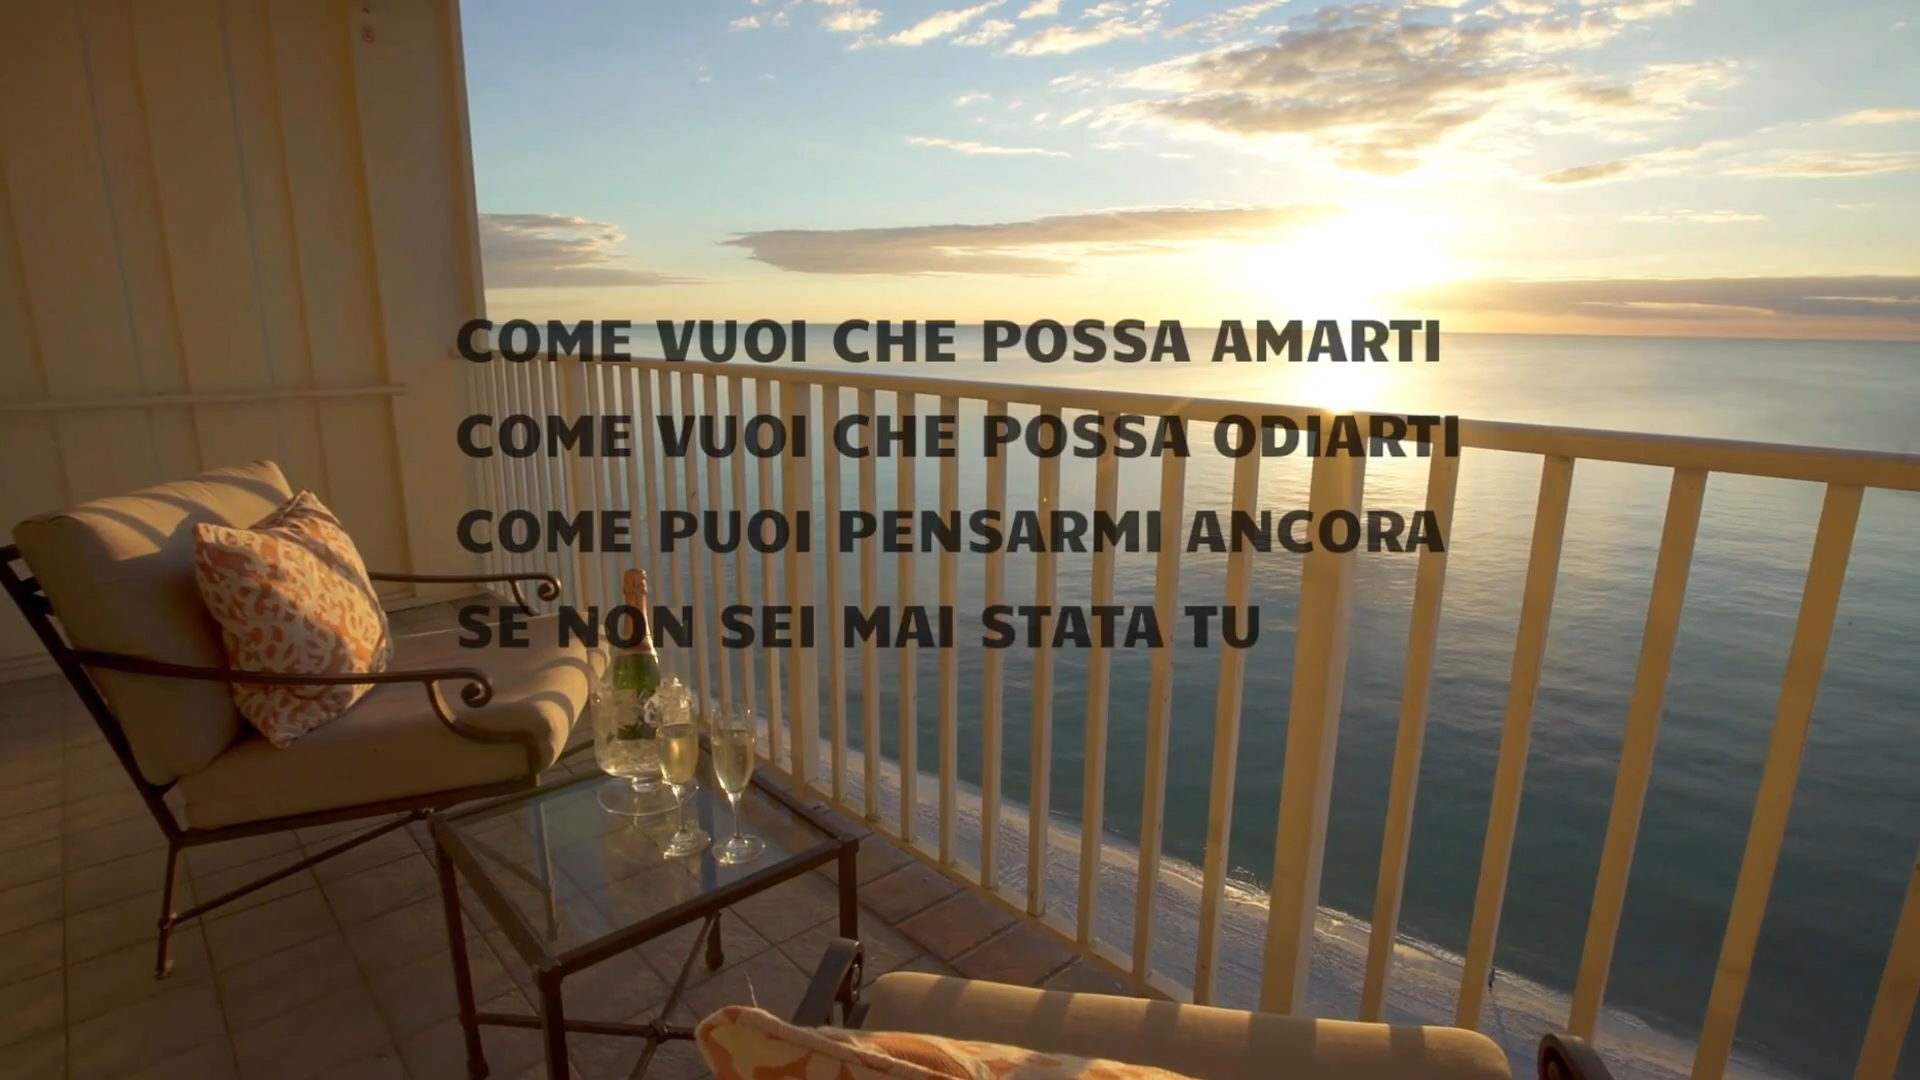 COME VUOI CHE POSSA AMARTI
COME VUOI CHE POSSA ODIARTI
COME PUOI PENSARMI ANCORA
SE NON SEI MAI STATA TU